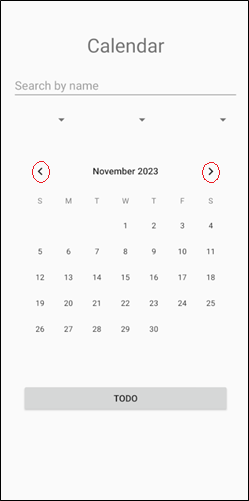 Calendar
Search by name
November 2023
S M T W T F S
1 2 3 4
5 6 7 8 9 10 11
12 13 14 15 16 17 18
19 20 21 22 23 24 25
26 27 28 29 30
TODO